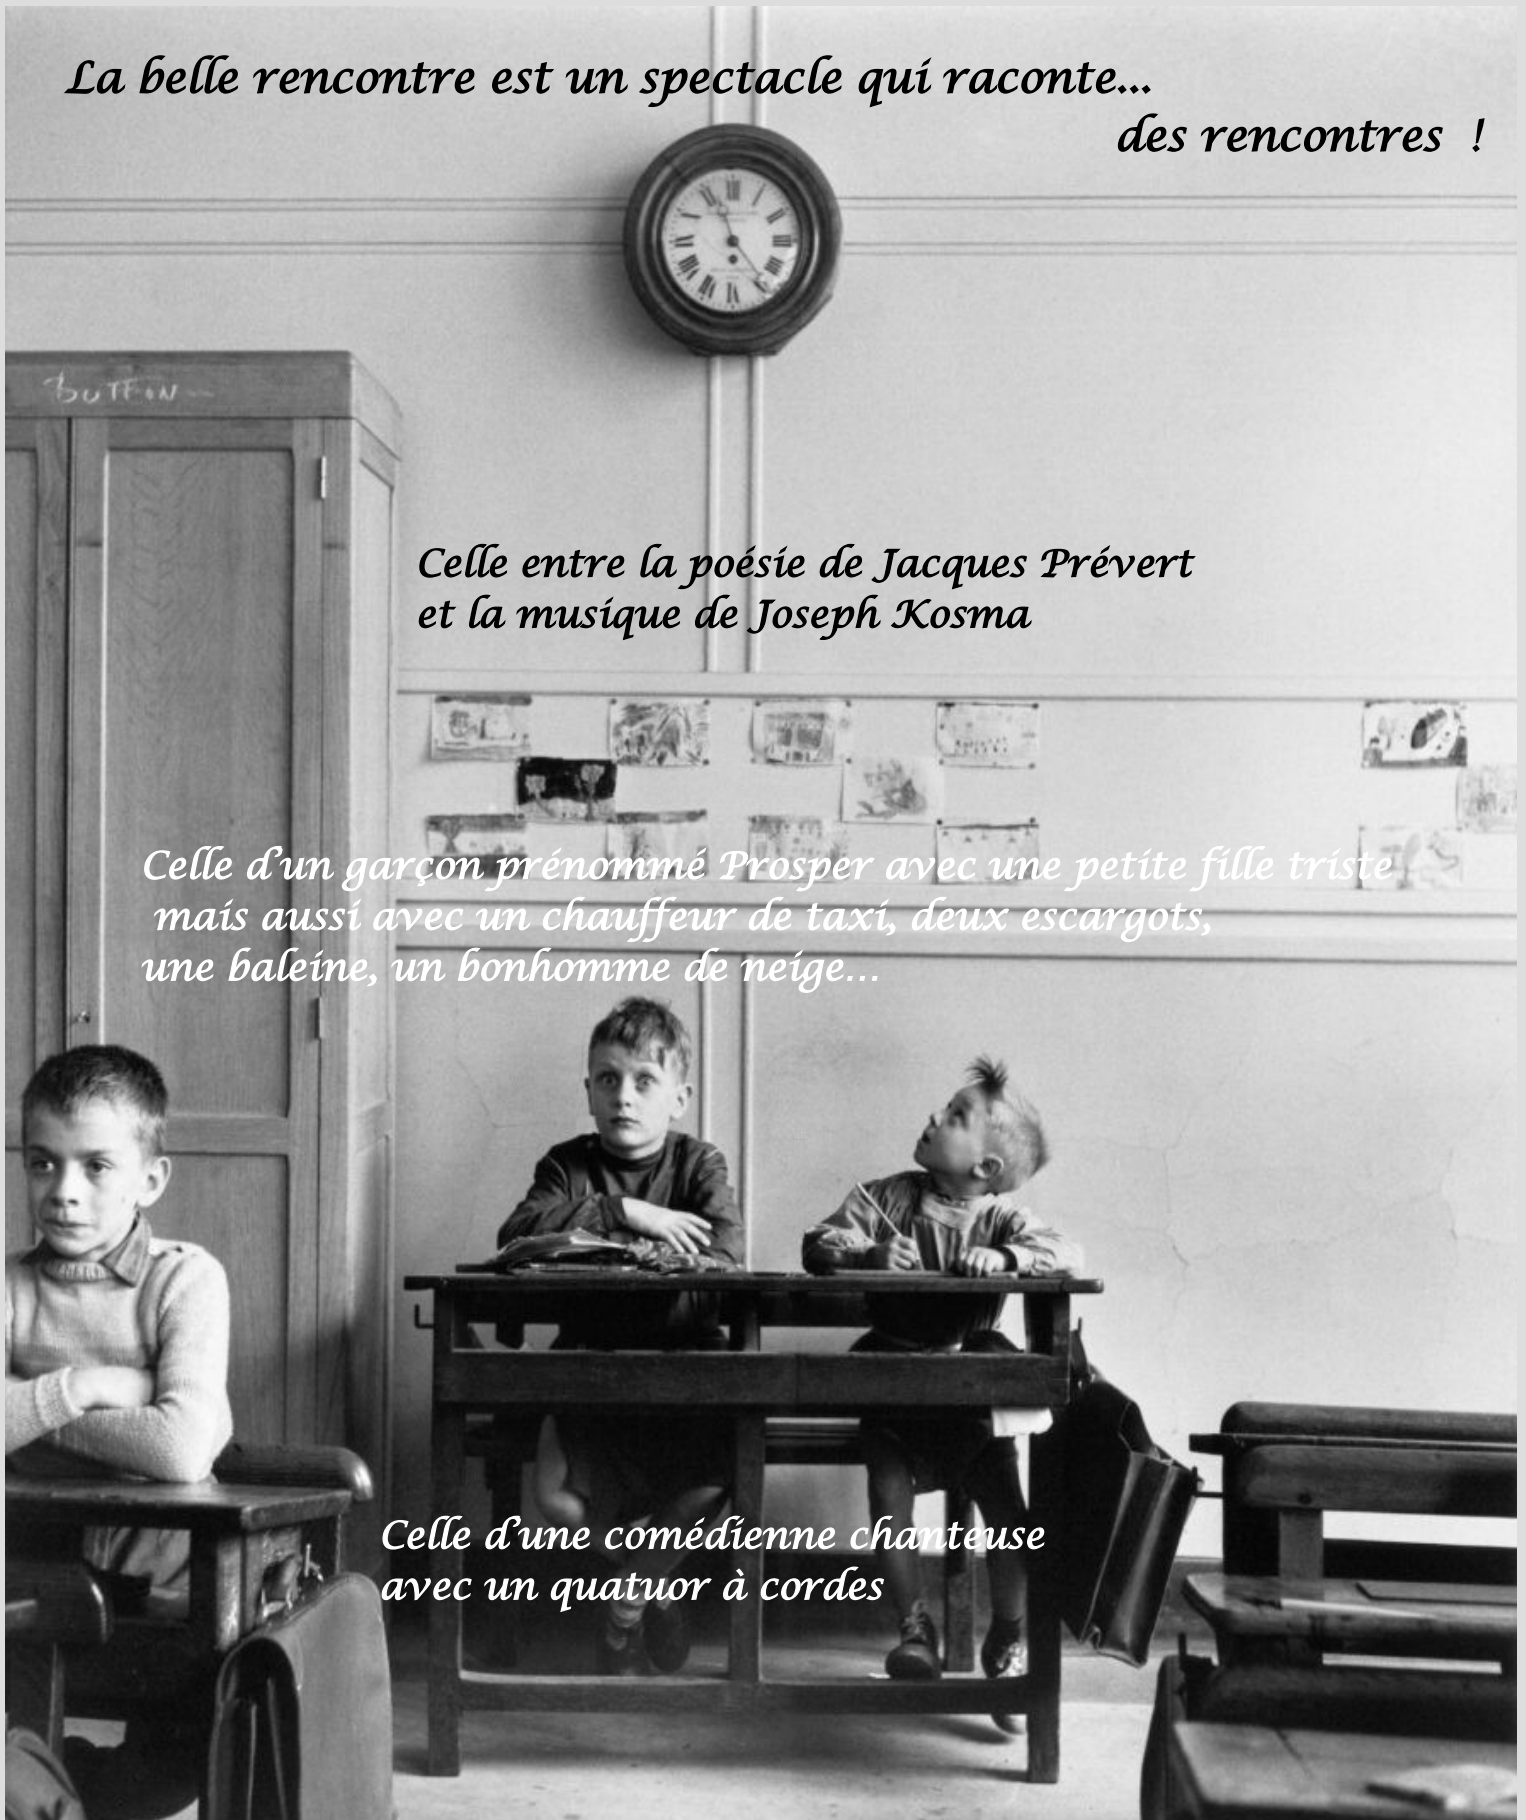 La belle rencontre est un spectacle qui raconte...
des rencontres !
BUFFON
Celle entre la poésie de Jacques Prévert
et la musique de Joseph Kosma
Celle d'un garçon prénommé Prosper avec une petite fille triste
mais aussi avec un chauffeur de taxi, deux escargots,
une baleine, un bonhomme de neige...
Celle d'une comédienne chanteuse
avec un quatuor à cordes